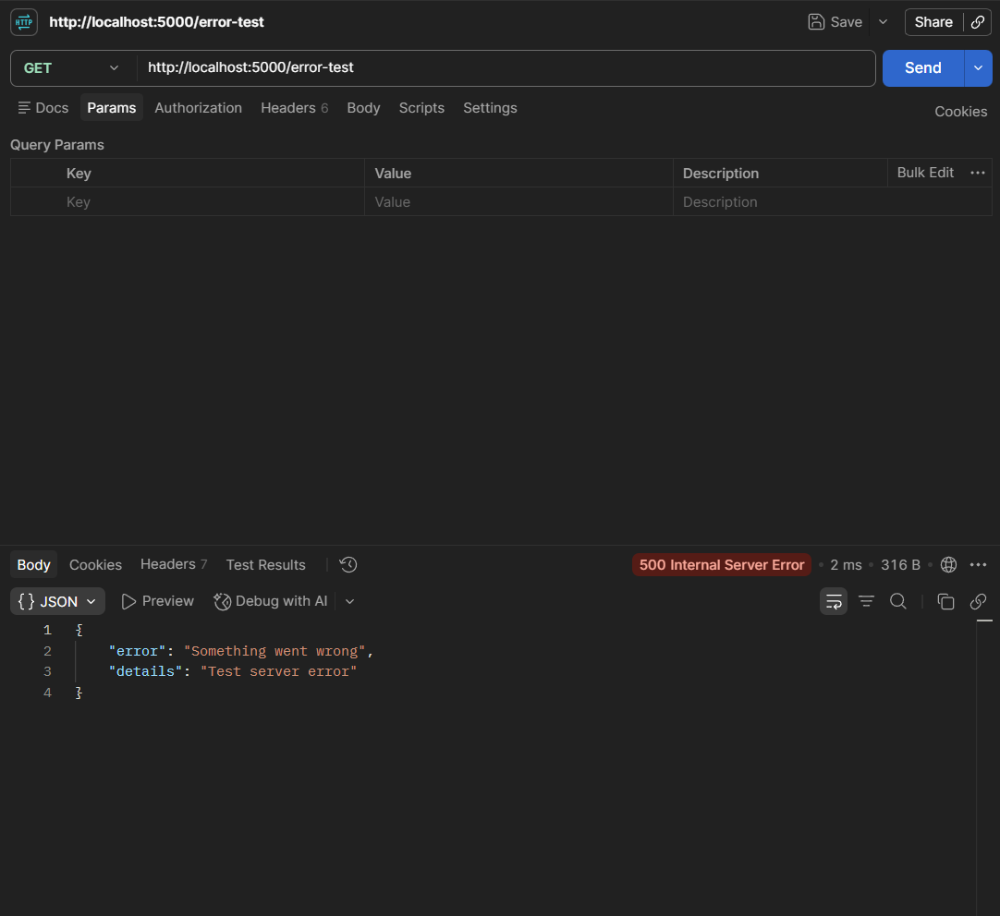 HTTP http://localhost:5000/error-test Save Share
GET http://localhost:5000/error-test Send
Docs Params Authorization Headers 6 Body Scripts Settings Cookies
Query Params
Key Value Description Bulk Edit
Key Value Description
Body Cookies Headers 7 Test Results 500 Internal Server Error • 2 ms • 316 B •
{} JSON Preview Debug with AI
1 {
2 "error": "Something went wrong",
3 "details": "Test server error"
4 }